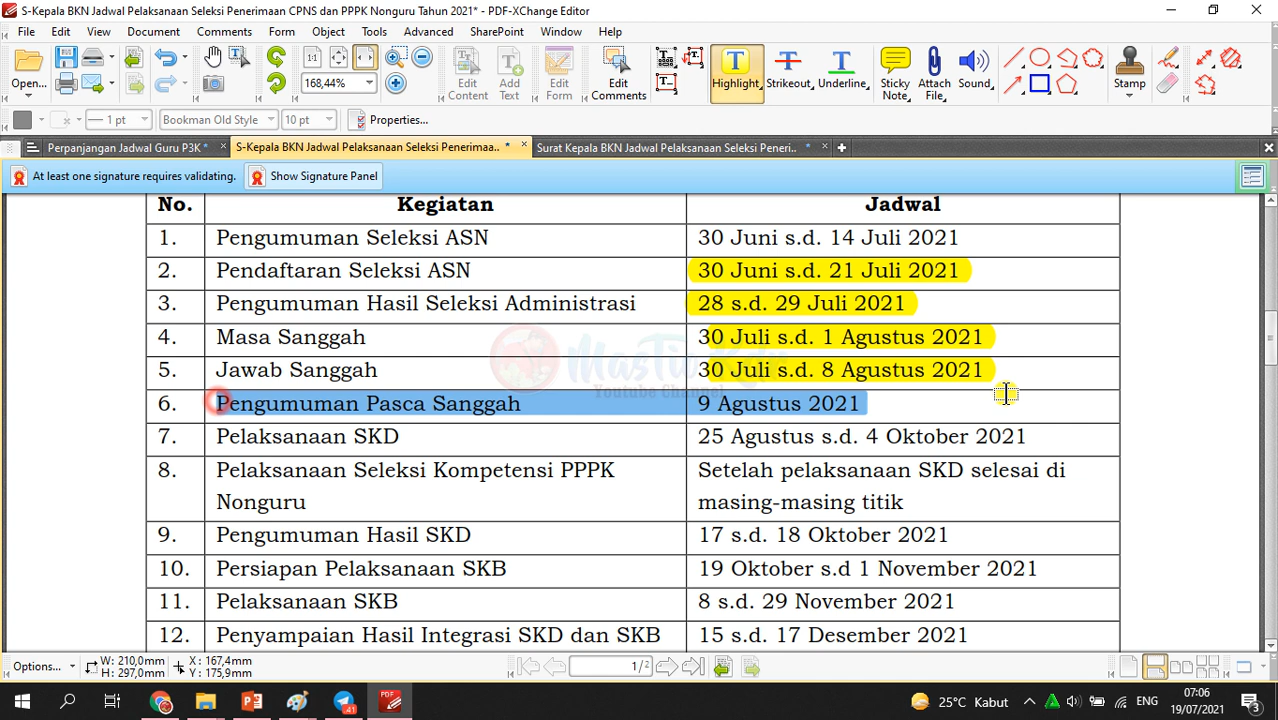 S-Kepala BKN Jadwal Pelaksanaan Seleksi Penerimaan CPNS dan PPPK Nonguru Tahun 2021* - PDF-XChange Editor
File Edit View Document Comments Form Object Tools Advanced SharePoint Window Help
Open... 168,44% Edit Content Add Text Edit Form Edit Comments Highlight Strikeout Underline Sticky Note Attach File Sound Stamp
1 pt Bookman Old Style 10 pt Properties...
Perpanjangan Jadwal Guru P3K * S-Kepala BKN Jadwal Pelaksanaan Seleksi Penerimaa.. * Surat Kepala BKN Jadwal Pelaksanaan Seleksi Peneri.. *
At least one signature requires validating. Show Signature Panel
No. Kegiatan Jadwal
1. Pengumuman Seleksi ASN 30 Juni s.d. 14 Juli 2021
2. Pendaftaran Seleksi ASN 30 Juni s.d. 21 Juli 2021
3. Pengumuman Hasil Seleksi Administrasi 28 s.d. 29 Juli 2021
4. Masa Sanggah 30 Juli s.d. 1 Agustus 2021
5. Jawab Sanggah 30 Juli s.d. 8 Agustus 2021
Youtube Channel
6. Pengumuman Pasca Sanggah 9 Agustus 2021
7. Pelaksanaan SKD 25 Agustus s.d. 4 Oktober 2021
8. Pelaksanaan Seleksi Kompetensi PPPK Setelah pelaksanaan SKD selesai di
Nonguru masing-masing titik
9. Pengumuman Hasil SKD 17 s.d. 18 Oktober 2021
10. Persiapan Pelaksanaan SKB 19 Oktober s.d 1 November 2021
11. Pelaksanaan SKB 8 s.d. 29 November 2021
12. Penyampaian Hasil Integrasi SKD dan SKB 15 s.d. 17 Desember 2021
Options... W: 210,0mm X: 167,4mm 1/2
H: 297,0mm Y: 175,9mm
PDF 41 25°C Kabut ENG 07:06
19/07/2021 3